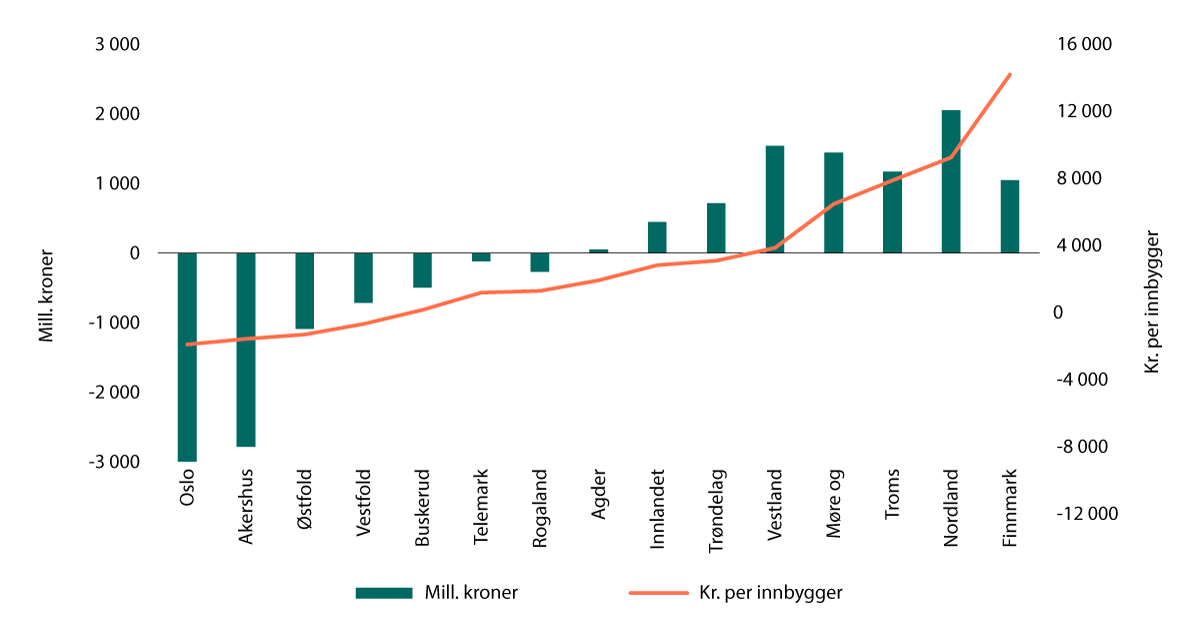 3 000
2 000
1 000
0
-1 000
-2 000
-3 000
Mill. kroner
16 000
12 000
8 000
4 000
0
-4 000
-8 000
-12 000
Kr. per innbygger
Oslo
Akershus
Østfold
Vestfold
Buskerud
Telemark
Rogaland
Agder
Innlandet
Trøndelag
Vestland
Møre og
Troms
Nordland
Finnmark
Mill. kroner
Kr. per innbygger